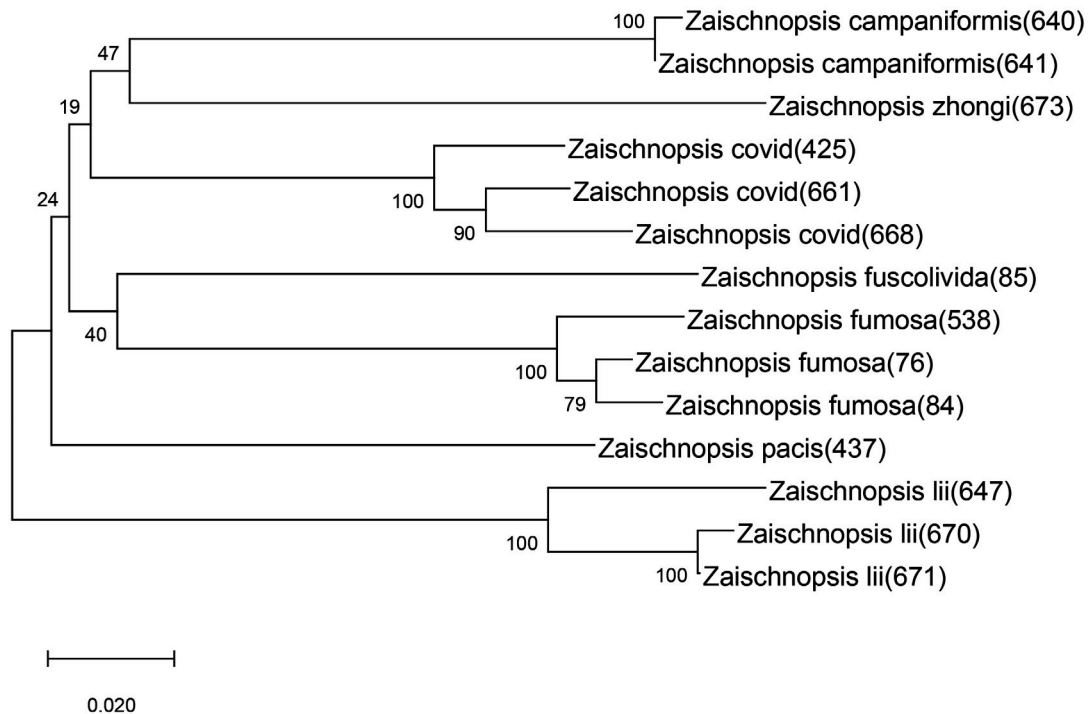 100
Zaischnopsis campaniformis(640)
Zaischnopsis campaniformis(641)
47
Zaischnopsis zhongi(673)
19
Zaischnopsis covid(425)
Zaischnopsis covid(661)
100
24
90
Zaischnopsis covid(668)
Zaischnopsis fuscolivida(85)
Zaischnopsis fumosa(538)
40
Zaischnopsis fumosa(76)
100
79
Zaischnopsis fumosa(84)
Zaischnopsis pacis(437)
Zaischnopsis lii(647)
Zaischnopsis lii(670)
100
100
Zaischnopsis lii(671)
0.020